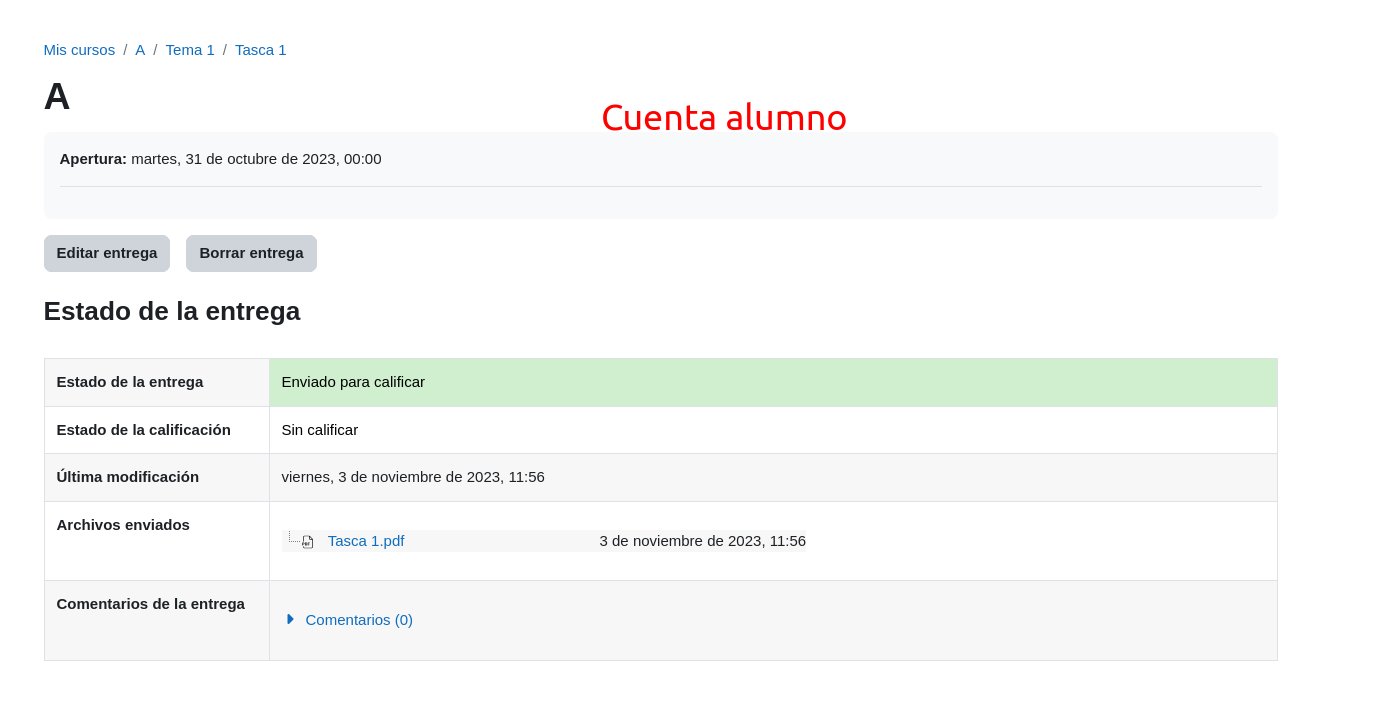 Mis cursos / A / Tema 1 / Tasca 1
A
Cuenta alumno
Apertura: martes, 31 de octubre de 2023, 00:00
Editar entrega Borrar entrega
Estado de la entrega
Estado de la entrega Enviado para calificar
Estado de la calificación Sin calificar
Última modificación viernes, 3 de noviembre de 2023, 11:56
Archivos enviados
Tasca 1.pdf 3 de noviembre de 2023, 11:56
Comentarios de la entrega
Comentarios (0)